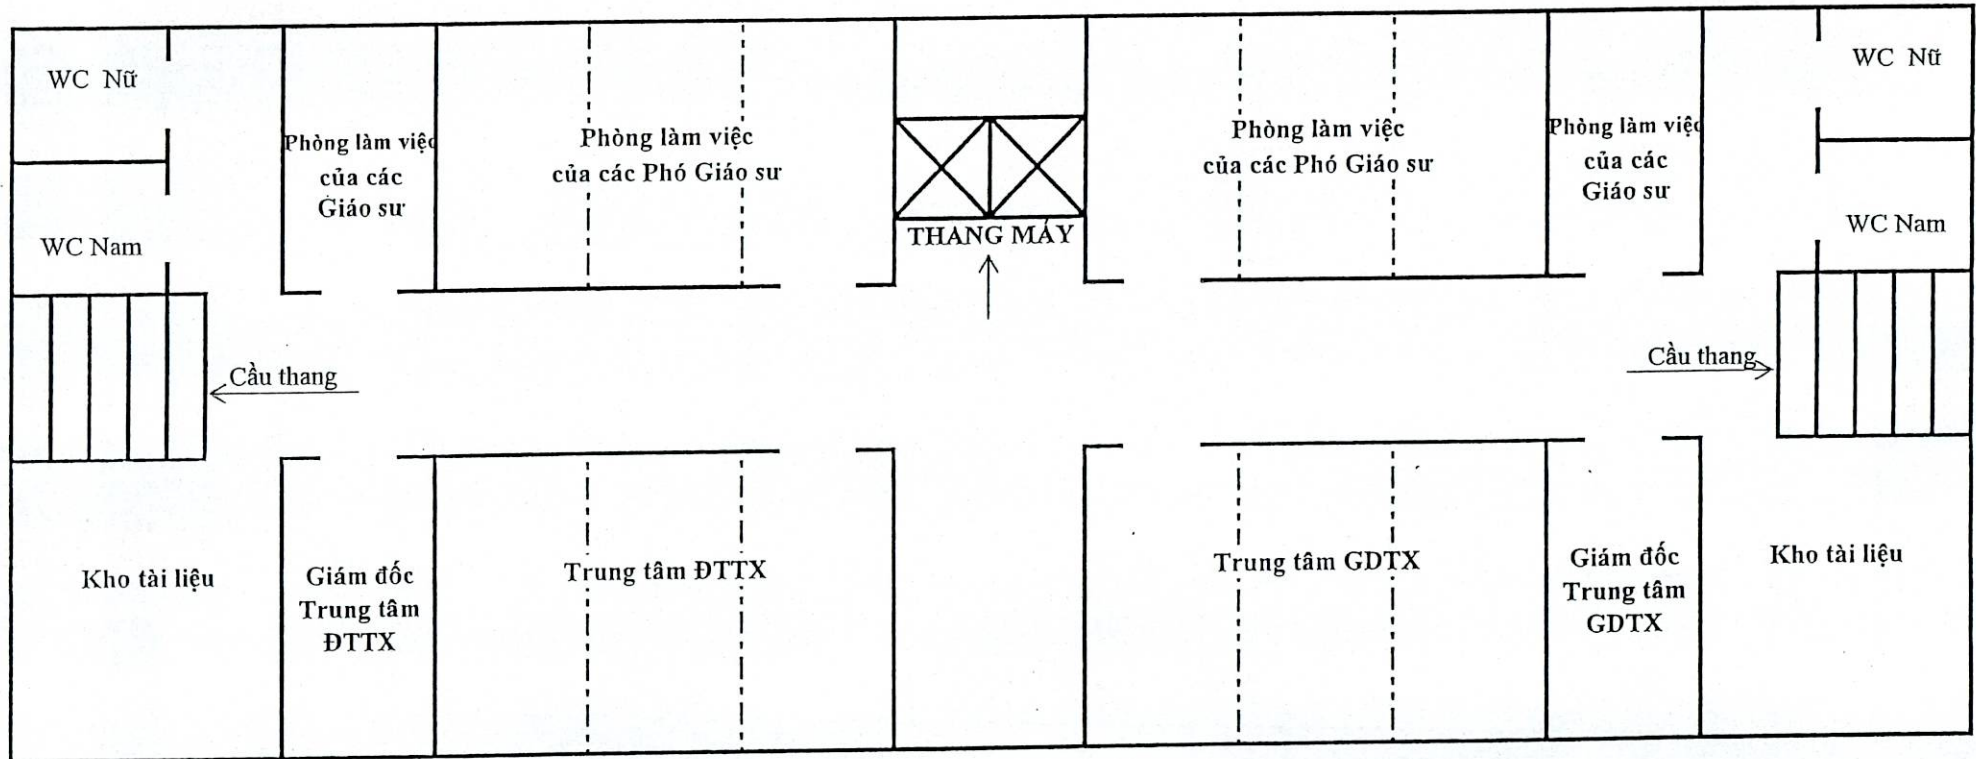 WC Nữ
WC Nam
Phòng làm việc
của các
Giáo sư
Phòng làm việc
của các Phó Giáo sư
THANG MÁY
Phòng làm việc
của các Phó Giáo sư
Phòng làm việc
của các
Giáo sư
WC Nữ
WC Nam
Cầu thang
Cầu thang
Kho tài liệu
Giám đốc
Trung tâm
ĐTTX
Trung tâm ĐTTX
Trung tâm GDTX
Giám đốc
Trung tâm
GDTX
Kho tài liệu